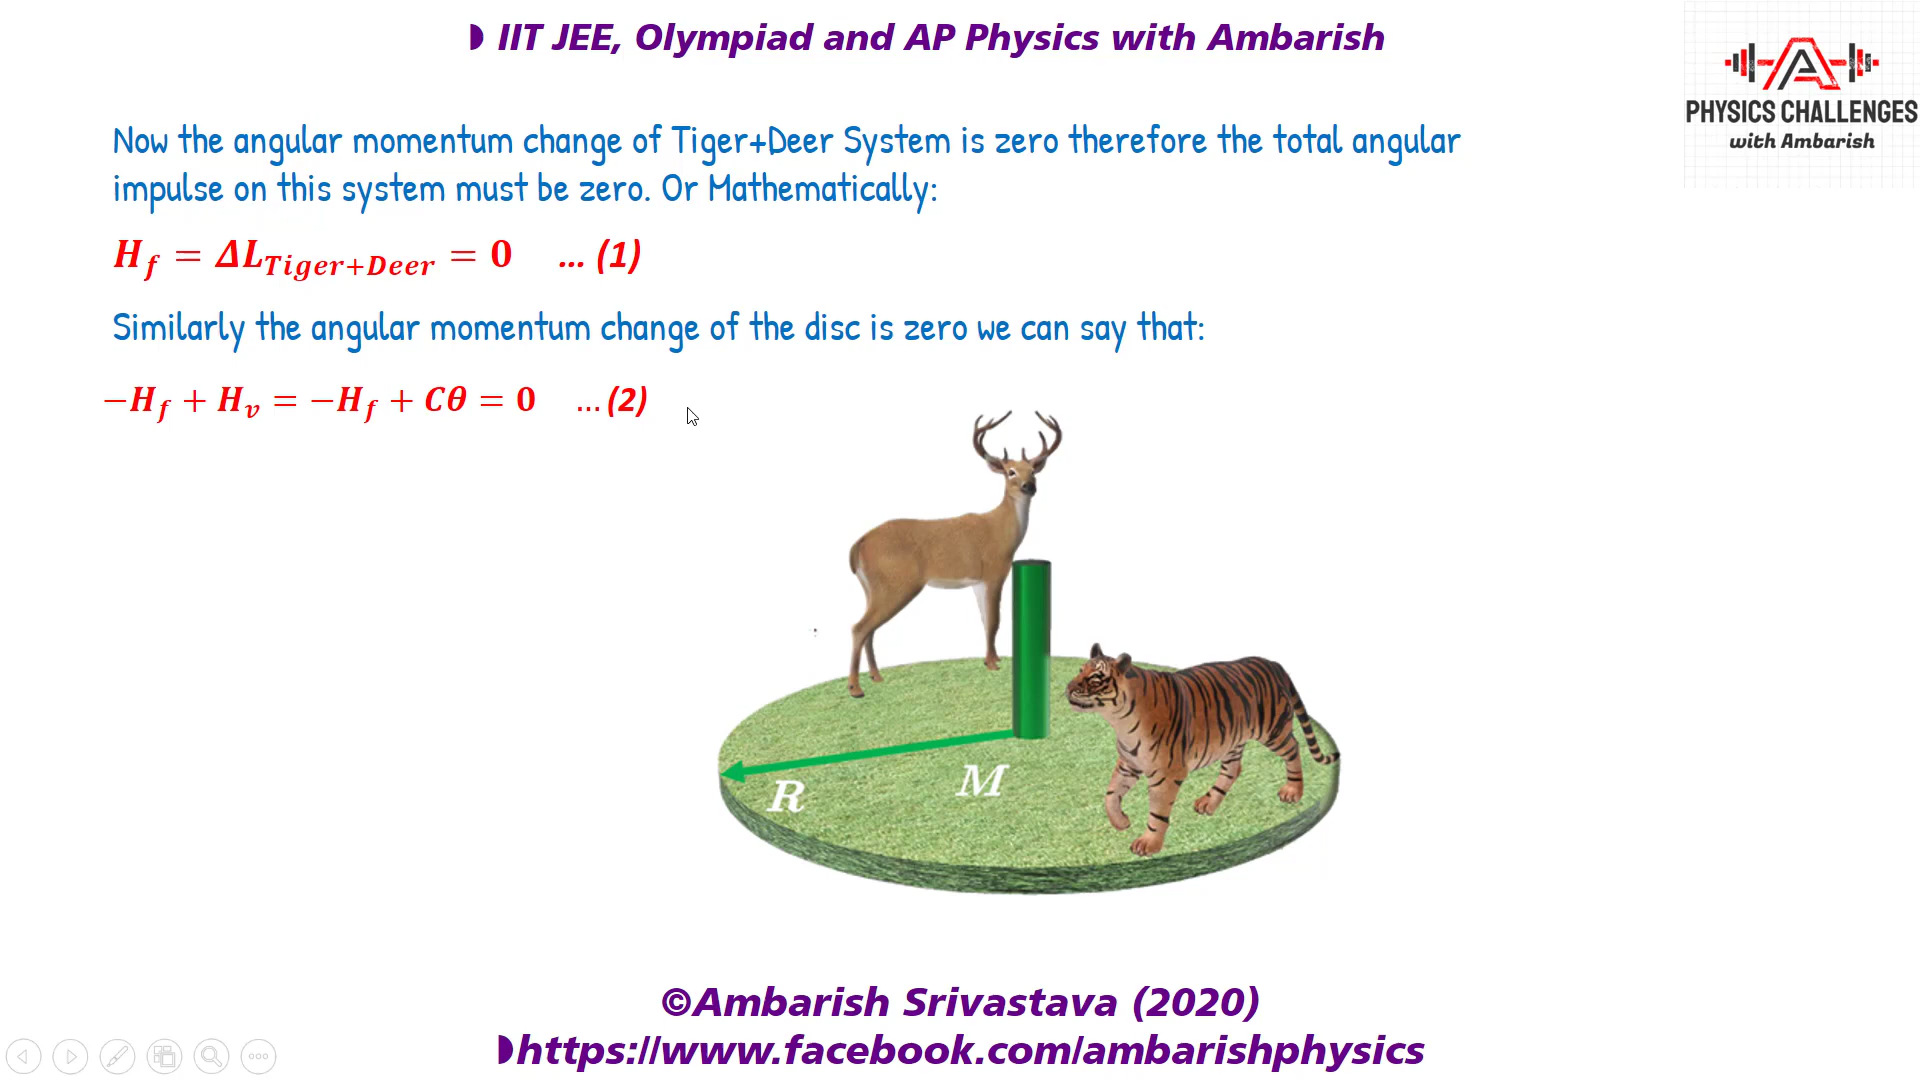 ◗ IIT JEE, Olympiad and AP Physics with Ambarish
PHYSICS CHALLENGES
with Ambarish
Now the angular momentum change of Tiger+Deer System is zero therefore the total angular
impulse on this system must be zero. Or Mathematically:
H_f = ΔL_{Tiger+Deer} = 0 ... (1)
Similarly the angular momentum change of the disc is zero we can say that:
−H_f + H_v = −H_f + Cθ = 0 ... (2)
R
M
©Ambarish Srivastava (2020)
◗https://www.facebook.com/ambarishphysics